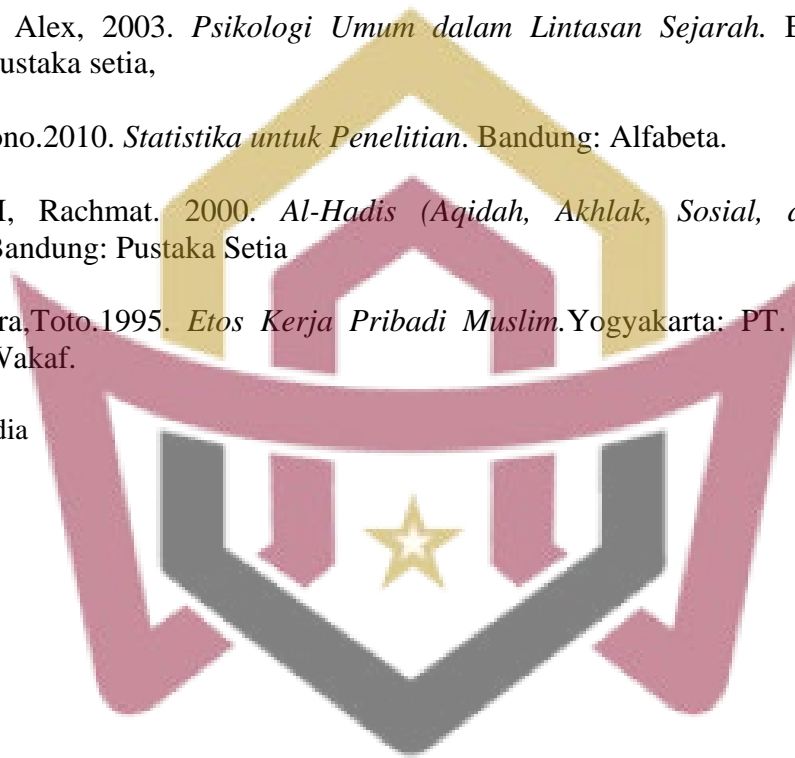 Alex, 2003. Psikologi Umum dalam Lintasan Sejarah.
ustaka setia,
ono.2010. Statistika untuk Penelitian. Bandung: Alfabeta.
Rachmat. 2000. Al-Hadis (Aqidah, Akhlak, Sosial,
Bandung: Pustaka Setia
ra,Toto.1995. Etos Kerja Pribadi Muslim.Yogyakarta: PT.
Wakaf.
dia